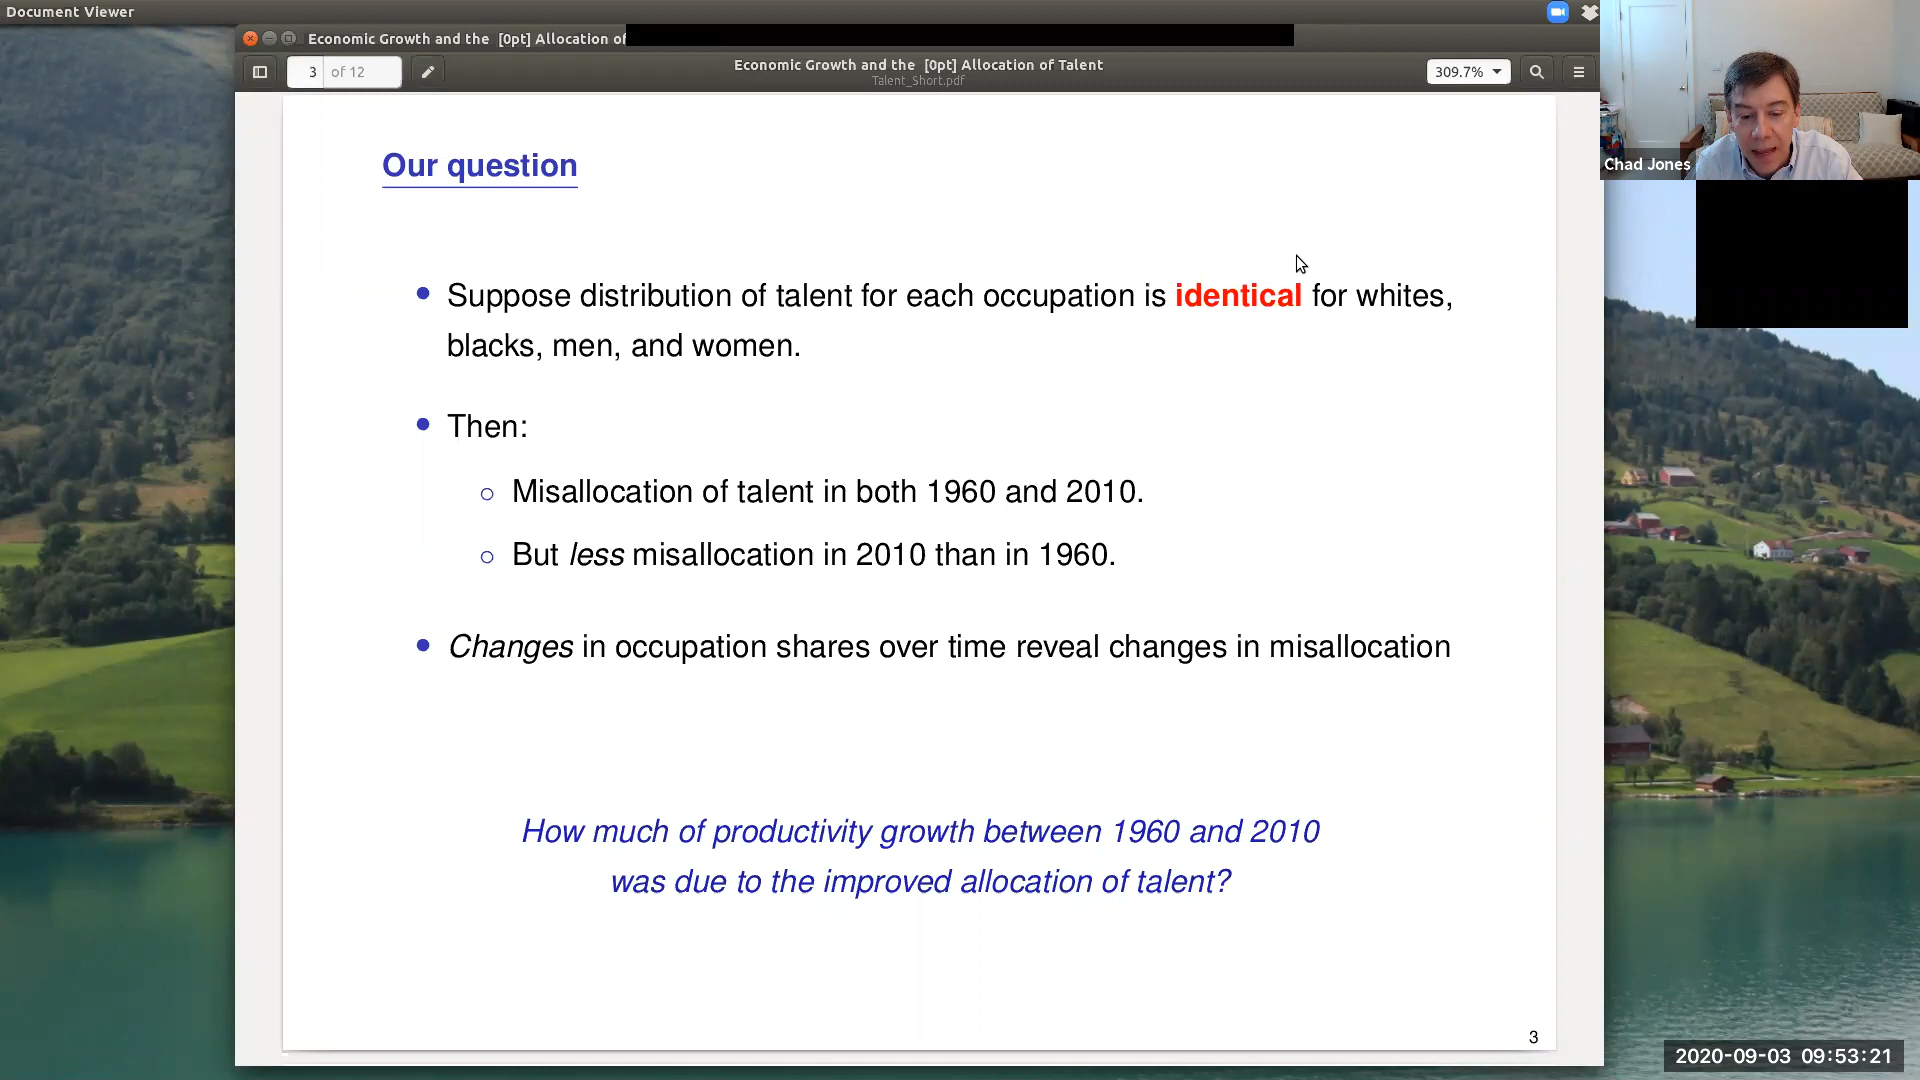 Document Viewer
Economic Growth and the [0pt] Allocation of
3 of 12
Economic Growth and the [0pt] Allocation of Talent
Talent_Short.pdf
309.7%
Chad Jones
Our question
• Suppose distribution of talent for each occupation is identical for whites,
blacks, men, and women.
• Then:
○ Misallocation of talent in both 1960 and 2010.
○ But less misallocation in 2010 than in 1960.
• Changes in occupation shares over time reveal changes in misallocation
How much of productivity growth between 1960 and 2010
was due to the improved allocation of talent?
3
2020-09-03 09:53:21